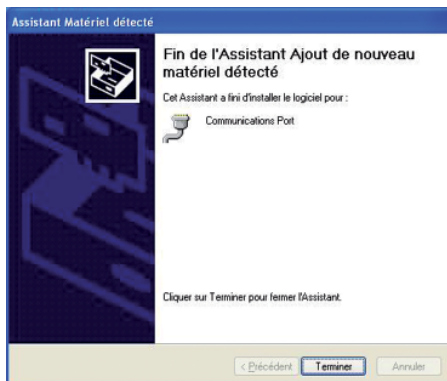 Assistant Matériel détecté
Fin de l'Assistant Ajout de nouveau
matériel détecté
Cet Assistant a fini d'installer le logiciel pour :
Communications Port
Cliquer sur Terminer pour fermer l'Assistant.
< Précédent Terminer Annuler